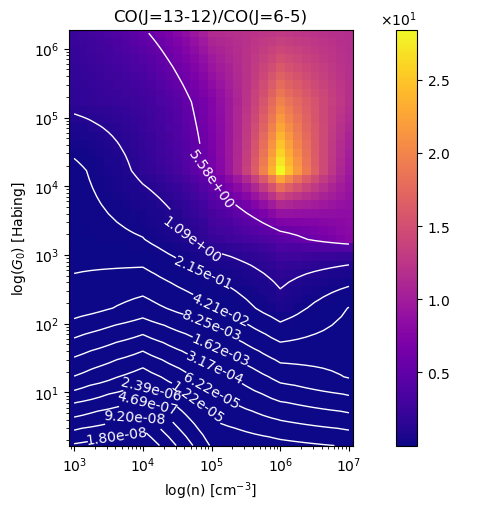 CO(J=13-12)/CO(J=6-5)
×10¹
10⁶
10⁵
10⁴
10³
10²
10¹
log(G₀) [Habing]
5.58e+00
1.09e+00
2.15e-01
4.21e-02
8.25e-03
1.62e-03
3.17e-04
6.22e-05
1.22e-05
2.39e-06
4.69e-07
9.20e-08
1.80e-08
10³ 10⁴ 10⁵ 10⁶ 10⁷
log(n) [cm⁻³]
2.5
2.0
1.5
1.0
0.5